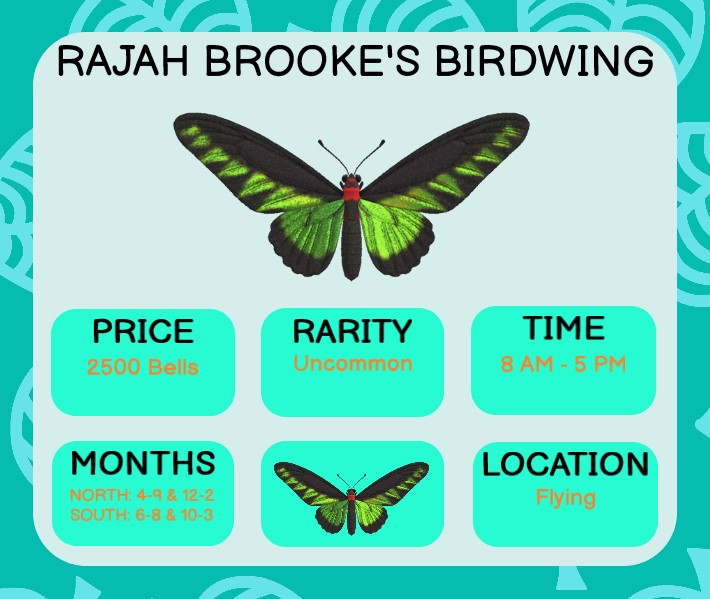 RAJAH BROOKE'S BIRDWING
PRICE
2500 Bells
RARITY
Uncommon
TIME
8 AM - 5 PM
MONTHS
NORTH: 4-9 & 12-2
SOUTH: 6-8 & 10-3
LOCATION
Flying